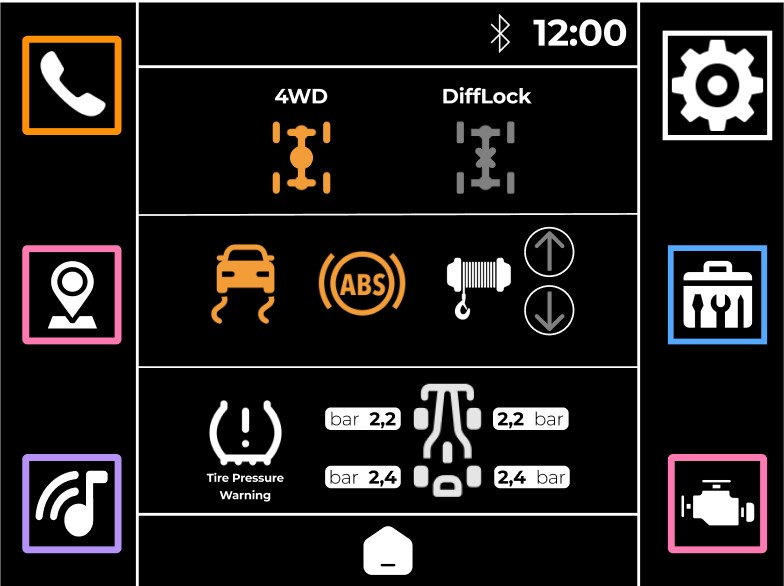 12:00
4WD
DiffLock
ABS
bar 2,2
2,2 bar
Tire Pressure
Warning
bar 2,4
2,4 bar